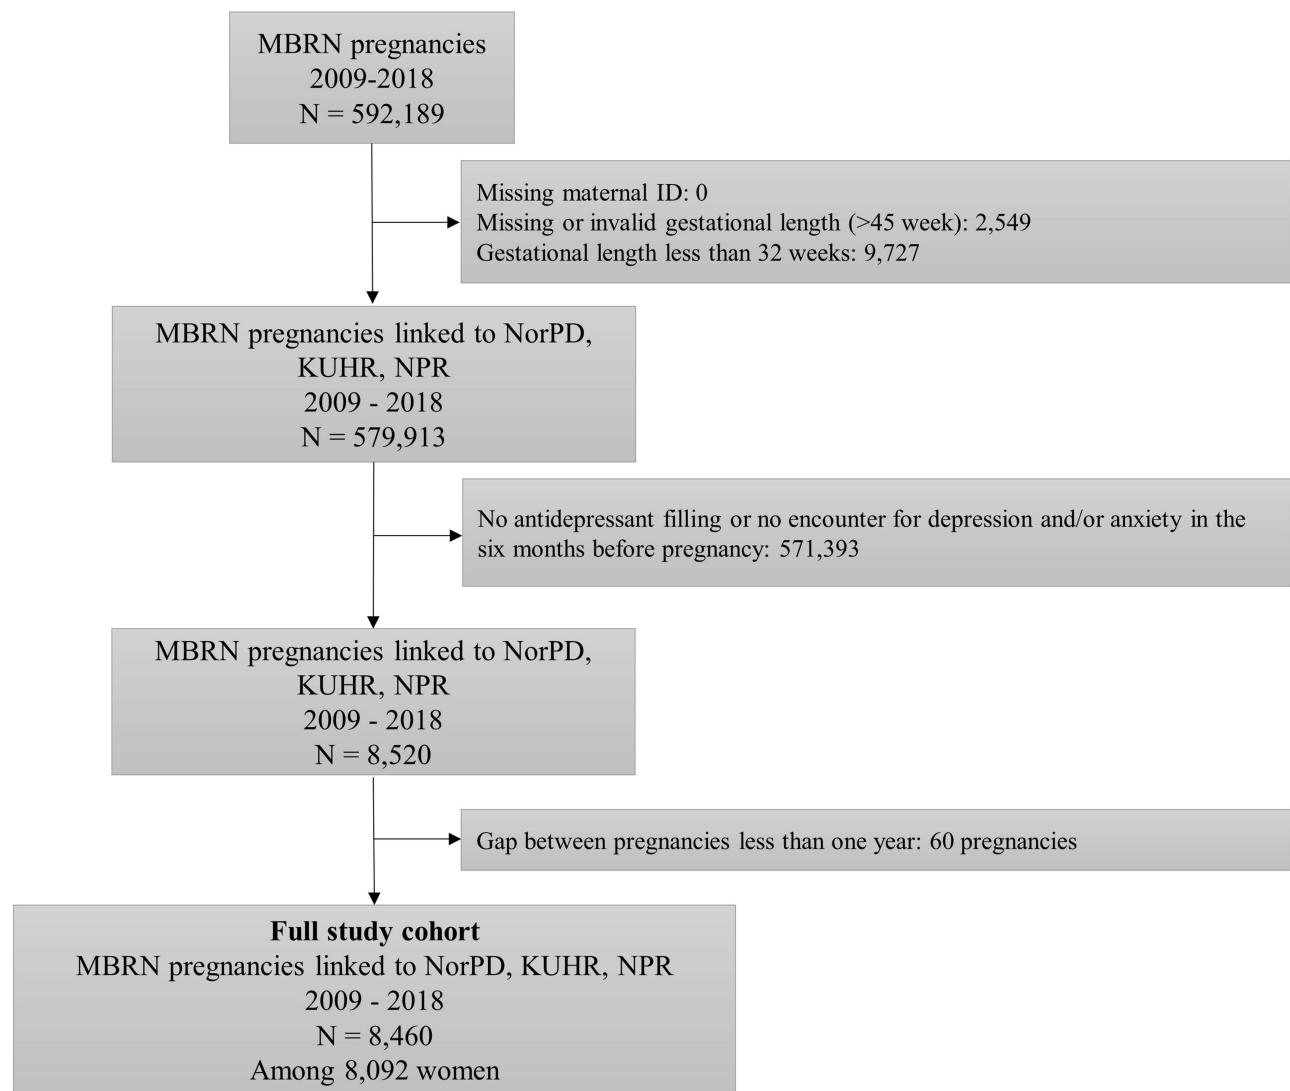 MBRN pregnancies
2009-2018
N = 592,189
Missing maternal ID: 0
Missing or invalid gestational length (>45 week): 2,549
Gestational length less than 32 weeks: 9,727
MBRN pregnancies linked to NorPD,
KUHR, NPR
2009 - 2018
N = 579,913
No antidepressant filling or no encounter for depression and/or anxiety in the
six months before pregnancy: 571,393
MBRN pregnancies linked to NorPD,
KUHR, NPR
2009 - 2018
N = 8,520
Gap between pregnancies less than one year: 60 pregnancies
Full study cohort
MBRN pregnancies linked to NorPD, KUHR, NPR
2009 - 2018
N = 8,460
Among 8,092 women